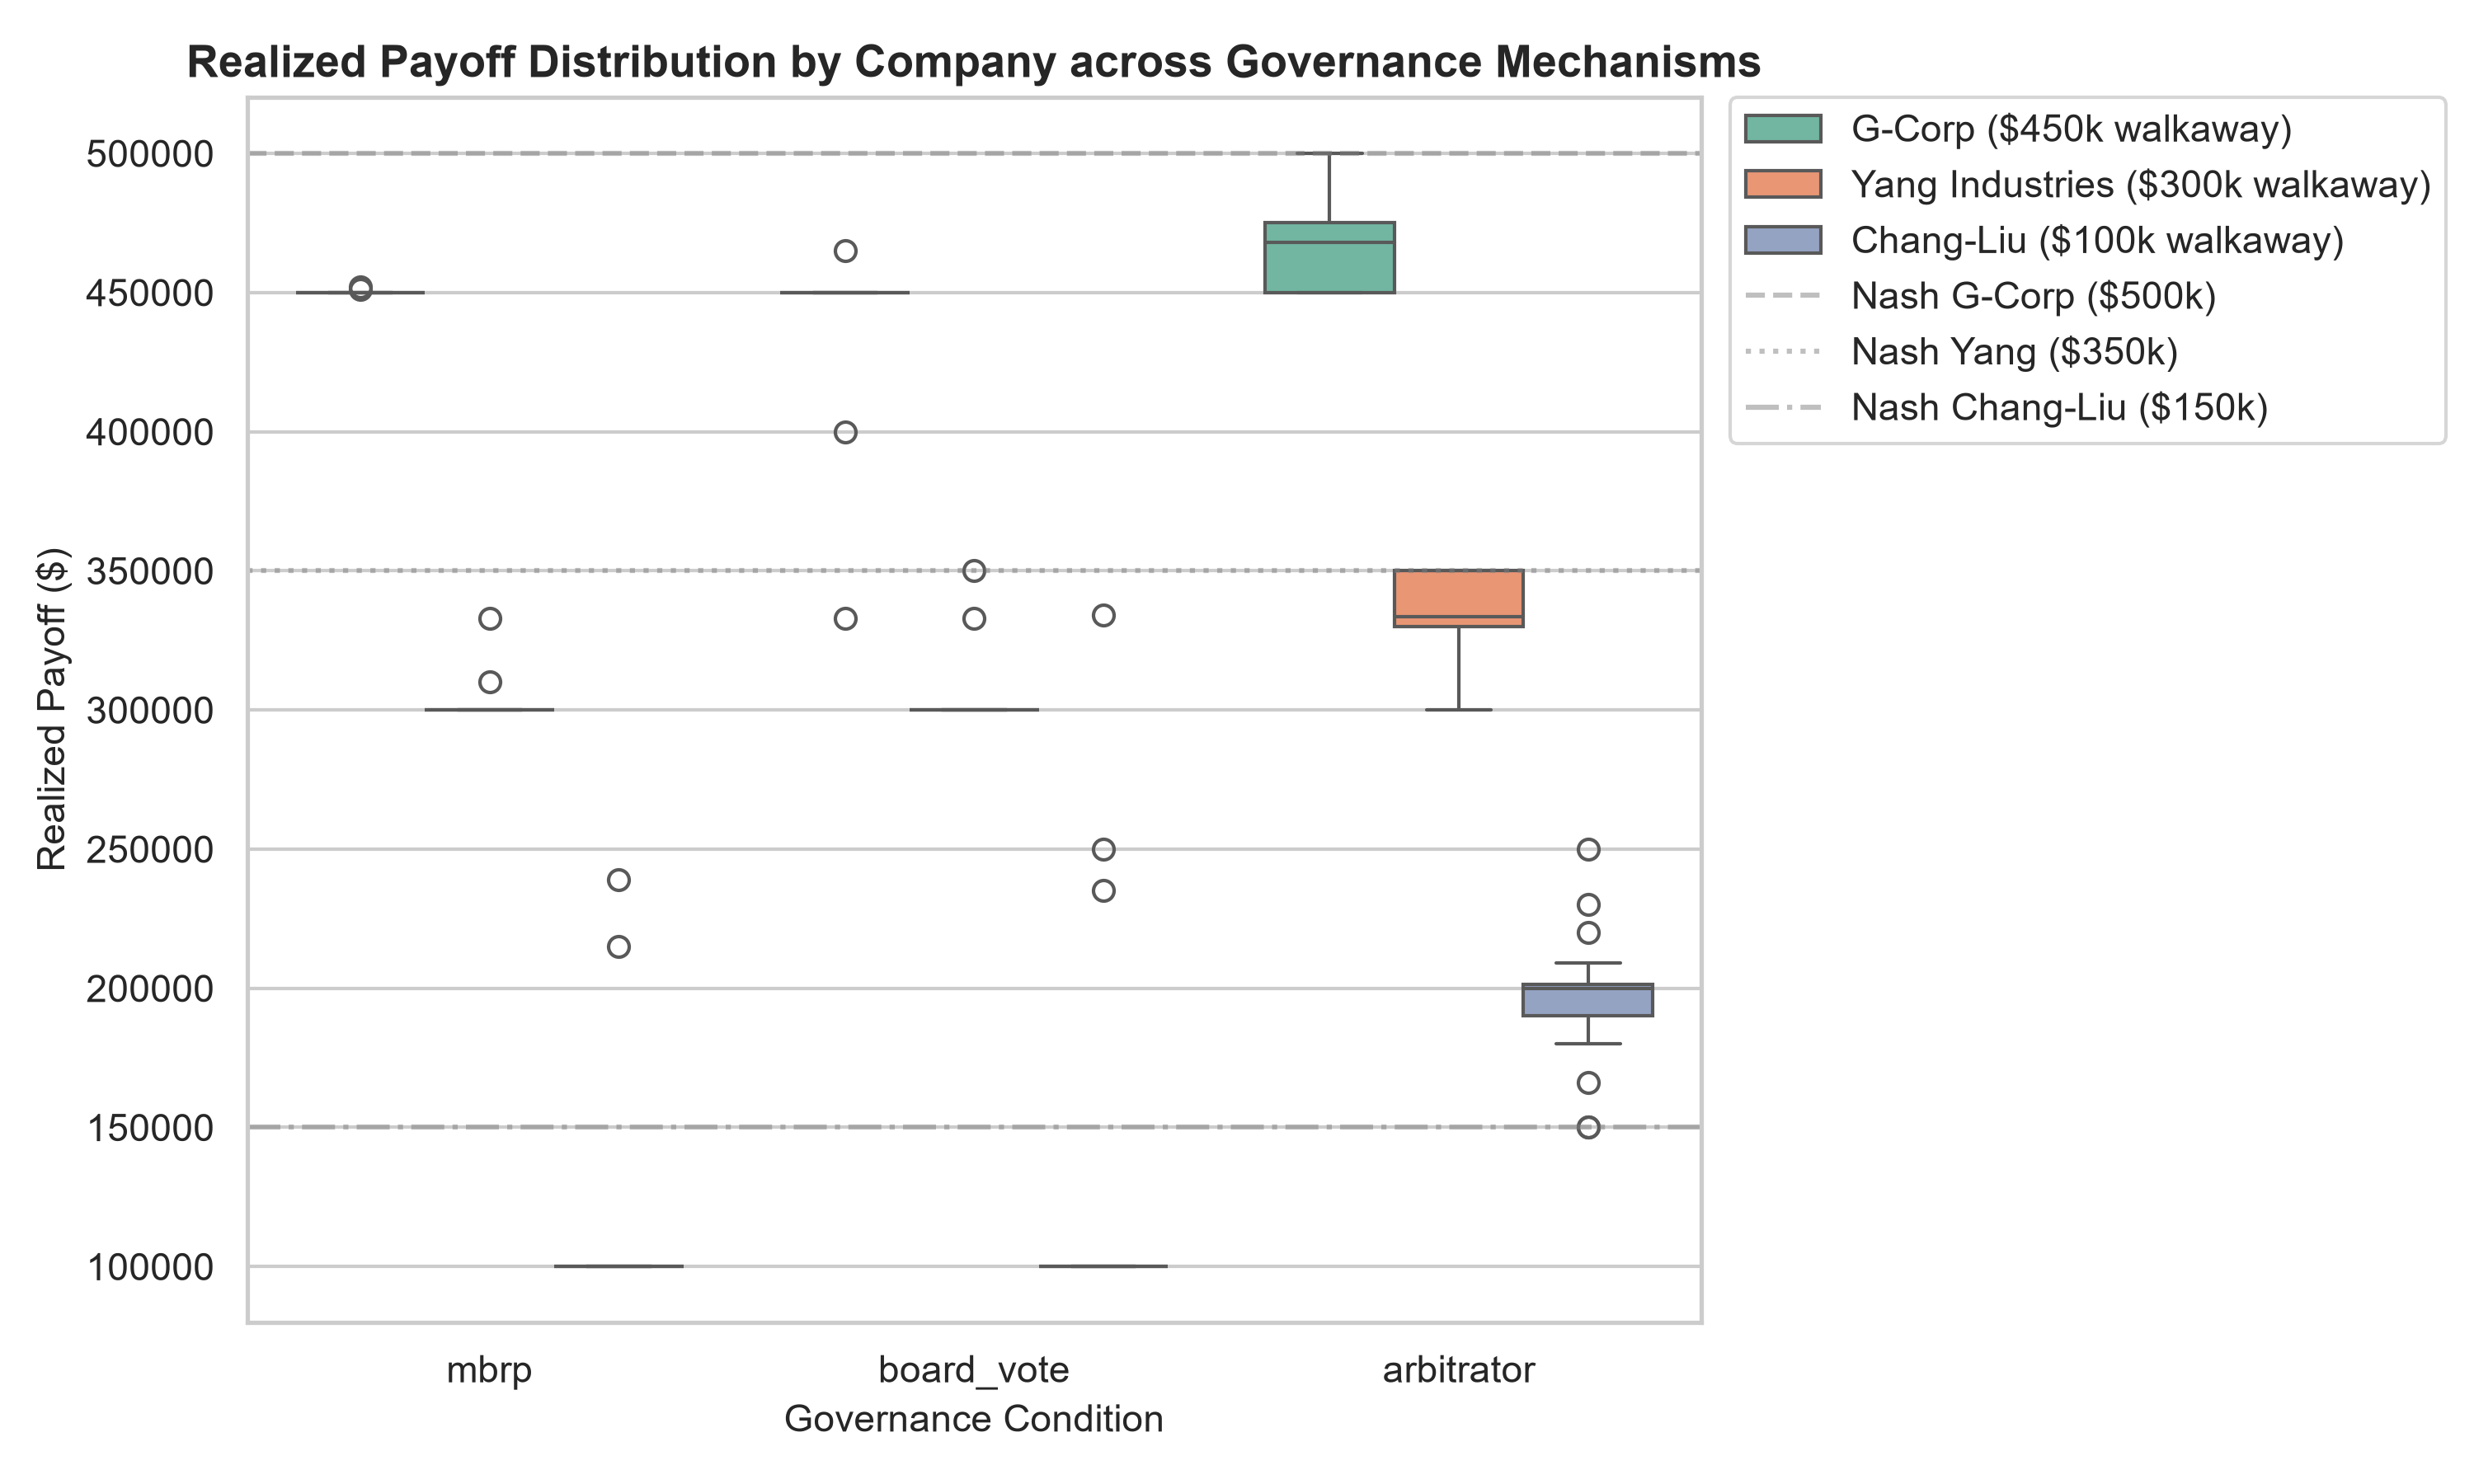 Realized Payoff Distribution by Company across Governance Mechanisms
G-Corp ($450k walkaway)
Yang Industries ($300k walkaway)
Chang-Liu ($100k walkaway)
Nash G-Corp ($500k)
Nash Yang ($350k)
Nash Chang-Liu ($150k)
Realized Payoff ($)
500000
450000
400000
350000
300000
250000
200000
150000
100000
mbrp
board_vote
arbitrator
Governance Condition